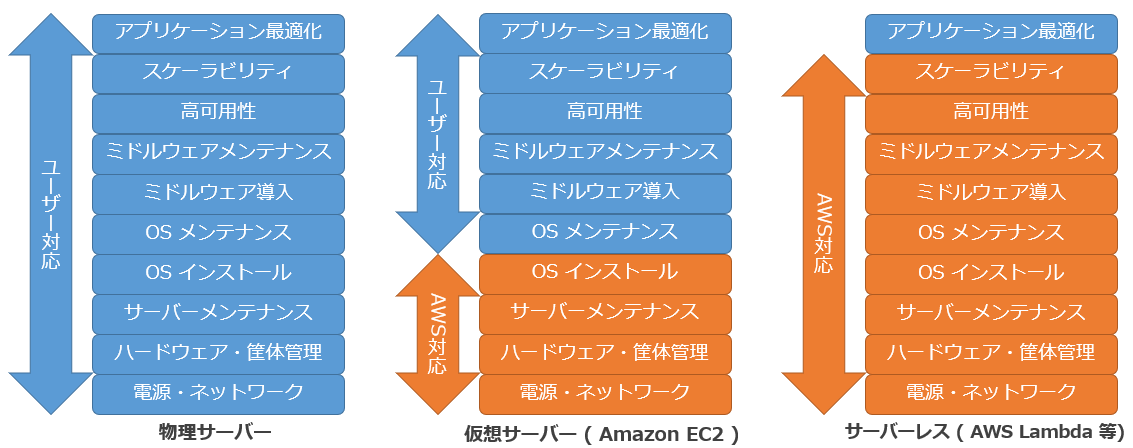 ユーザー対応
アプリケーション最適化
スケーラビリティ
高可用性
ミドルウェアメンテナンス
ミドルウェア導入
OS メンテナンス
OS インストール
サーバーメンテナンス
ハードウェア・筐体管理
電源・ネットワーク
物理サーバー
ユーザー対応
AWS対応
アプリケーション最適化
スケーラビリティ
高可用性
ミドルウェアメンテナンス
ミドルウェア導入
OS メンテナンス
OS インストール
サーバーメンテナンス
ハードウェア・筐体管理
電源・ネットワーク
仮想サーバー ( Amazon EC2 )
AWS対応
アプリケーション最適化
スケーラビリティ
高可用性
ミドルウェアメンテナンス
ミドルウェア導入
OS メンテナンス
OS インストール
サーバーメンテナンス
ハードウェア・筐体管理
電源・ネットワーク
サーバーレス ( AWS Lambda 等)